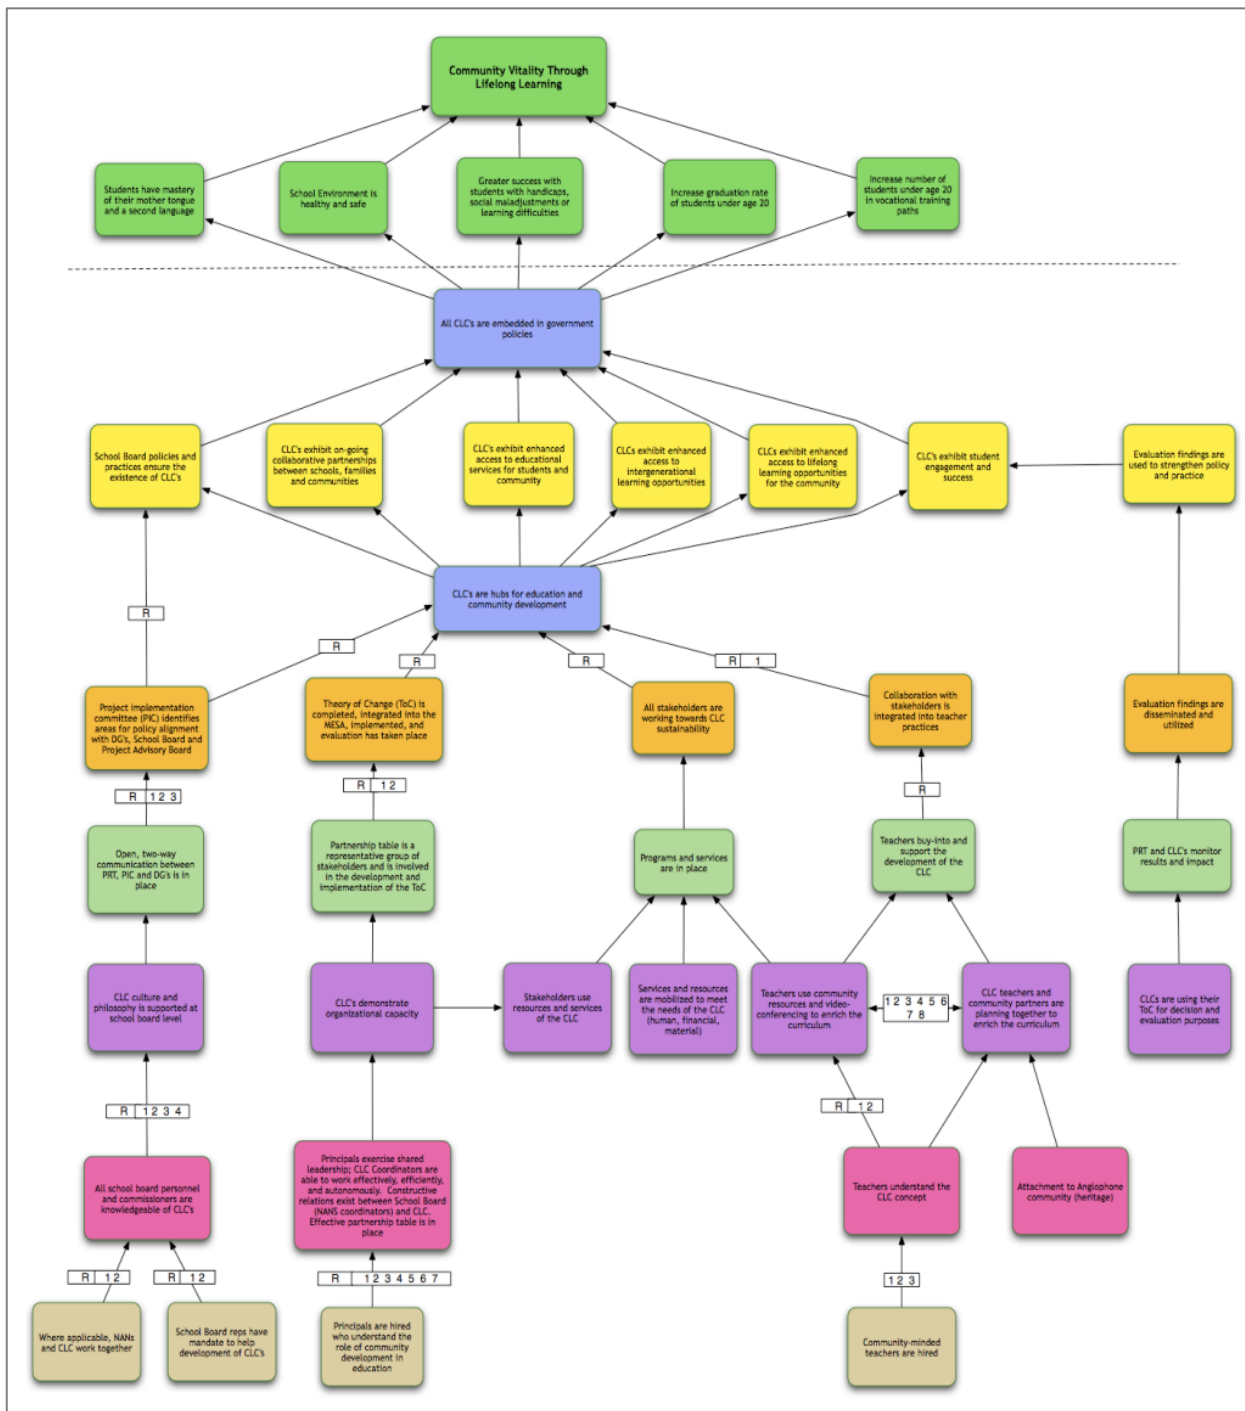 Community Vitality Through
Lifelong Learning
Students have mastery
of their mother tongue
and a second language
School Environment is
healthy and safe
Greater success with
students with handicaps,
social maladjustments or
learning difficulties
Increase graduation rate
of students under age 20
Increase number of
students under age 20
in vocational training
paths
All CLC's are embedded in government
policies
School Board policies and
practices ensure the
existence of CLC's
CLC's exhibit on-going
collaborative partnerships
between schools, families
and communities
CLC's exhibit enhanced
access to educational
services for students and
community
CLCs exhibit enhanced
access to
intergenerational
learning opportunities
CLCs exhibit enhanced
access to lifelong
learning opportunities
for the community
CLC's exhibit student
engagement and
success
Evaluation findings are
used to strengthen policy
and practice
CLC's are hubs for education and
community development
R
R
R
R
R 1
Project implementation
committee (PIC) identifies
areas for policy alignment
with DG's, School Board and
Project Advisory Board
Theory of Change (ToC) is
completed, integrated into the
MESA, implemented, and
evaluation has taken place
All stakeholders are
working towards CLC
sustainability
Collaboration with
stakeholders is
integrated into teacher
practices
Evaluation findings are
disseminated and
utilized
R 1 2 3
R 1 2
R
Open, two-way
communication between
PRT, PIC and DG's is in
place
Partnership table is a
representative group of
stakeholders and is involved
in the development and
implementation of the ToC
Programs and services
are in place
Teachers buy-into and
support the
development of the
CLC
PRT and CLC's monitor
results and impact
CLC culture and
philosophy is supported at
school board level
CLC's demonstrate
organizational capacity
Stakeholders use
resources and services
of the CLC
Services and resources
are mobilized to meet
the needs of the CLC
(human, financial,
material)
Teachers use community
resources and video-
conferencing to enrich the
curriculum
1 2 3 4 5 6
7 8
CLC teachers and
community partners are
planning together to
enrich the curriculum
CLCs are using their
ToC for decision and
evaluation purposes
R 1 2 3 4
R 1 2
All school board personnel
and commissioners are
knowledgeable of CLC's
Principals exercise shared
leadership; CLC Coordinators are
able to work effectively, efficiently,
and autonomously. Constructive
relations exist between School Board
(NANS coordinators) and CLC.
Effective partnership table is in
place
Teachers understand the
CLC concept
Attachment to Anglophone
community (heritage)
R 1 2
R 1 2
R 1 2 3 4 5 6 7
1 2 3
Where applicable, NANs
and CLC work together
School Board reps have
mandate to help
development of CLC's
Principals are hired
who understand the
role of community
development in
education
Community-minded
teachers are hired